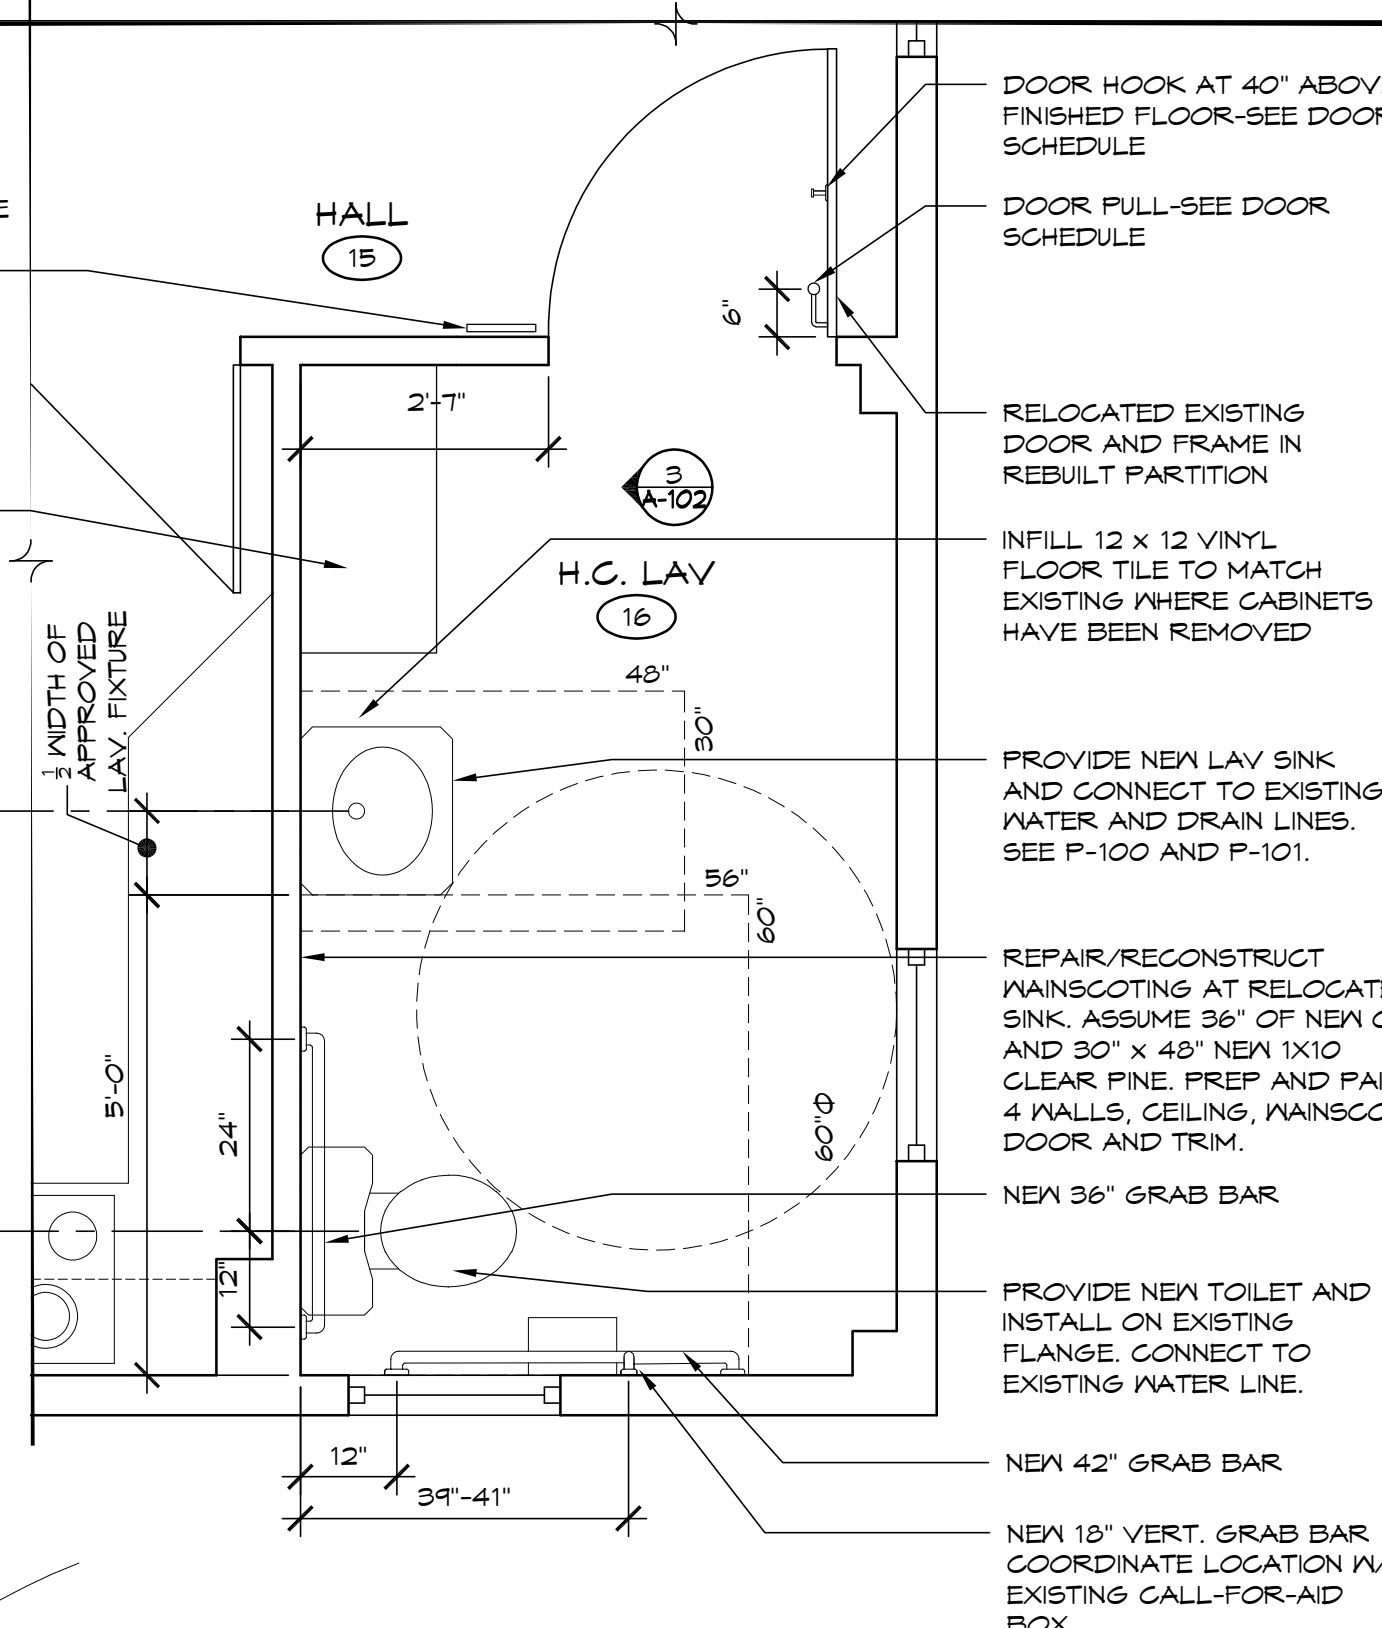 DOOR HOOK AT 40" ABOVE
FINISHED FLOOR-SEE DOOR
SCHEDULE
DOOR PULL-SEE DOOR
SCHEDULE
E
HALL
15
6"
2'-7"
RELOCATED EXISTING
DOOR AND FRAME IN
REBUILT PARTITION
3
A-102
INFILL 12 x 12 VINYL
FLOOR TILE TO MATCH
EXISTING WHERE CABINETS
HAVE BEEN REMOVED
H.C. LAV
16
½ WIDTH OF
APPROVED
LAV. FIXTURE
48"
30"
PROVIDE NEW LAV SINK
AND CONNECT TO EXISTING
WATER AND DRAIN LINES.
SEE P-100 AND P-101.
56"
60"
REPAIR/RECONSTRUCT
WAINSCOTING AT RELOCATE
SINK. ASSUME 36" OF NEW
AND 30" x 48" NEW 1X10
CLEAR PINE. PREP AND PAI
4 WALLS, CEILING, WAINSCO
DOOR AND TRIM.
5'-0"
24"
60"Ø
NEW 36" GRAB BAR
12"
PROVIDE NEW TOILET AND
INSTALL ON EXISTING
FLANGE. CONNECT TO
EXISTING WATER LINE.
12"
39"-41"
NEW 42" GRAB BAR
NEW 18" VERT. GRAB BAR
COORDINATE LOCATION W/
EXISTING CALL-FOR-AID
BOX